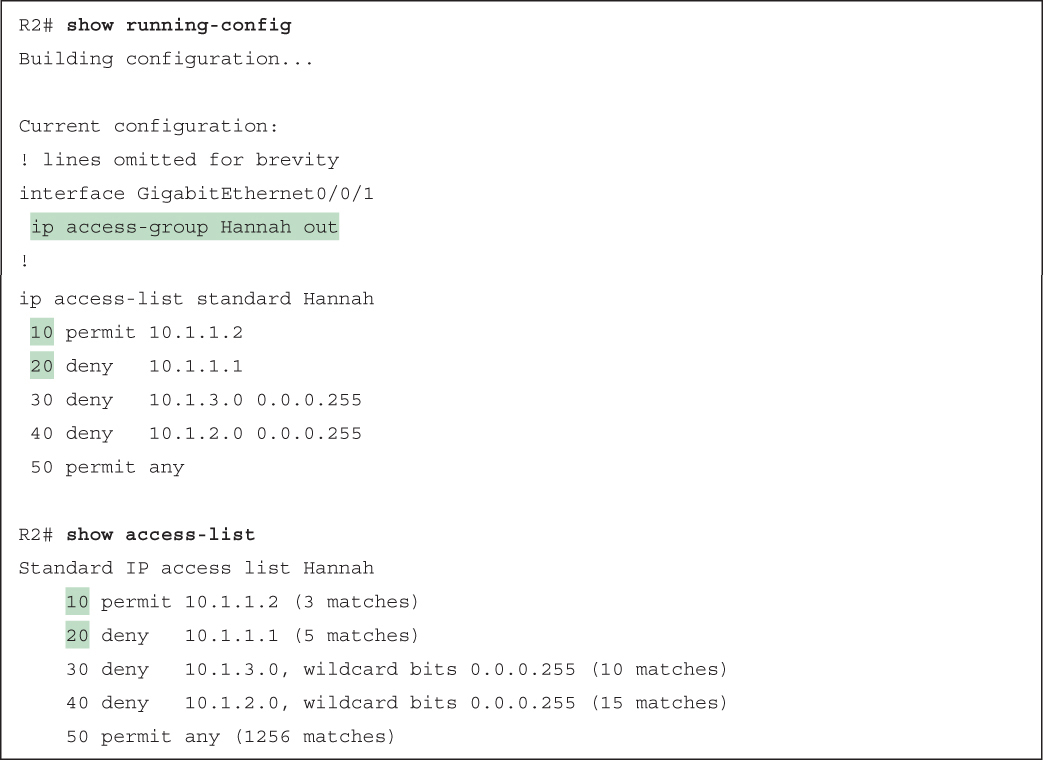 R2# show running-config
Building configuration...
Current configuration:
! lines omitted for brevity
interface GigabitEthernet0/0/1
 ip access-group Hannah out
!
ip access-list standard Hannah
 10 permit 10.1.1.2
 20 deny   10.1.1.1
 30 deny   10.1.3.0 0.0.0.255
 40 deny   10.1.2.0 0.0.0.255
 50 permit any
R2# show access-list
Standard IP access list Hannah
    10 permit 10.1.1.2 (3 matches)
    20 deny   10.1.1.1 (5 matches)
    30 deny   10.1.3.0, wildcard bits 0.0.0.255 (10 matches)
    40 deny   10.1.2.0, wildcard bits 0.0.0.255 (15 matches)
    50 permit any (1256 matches)